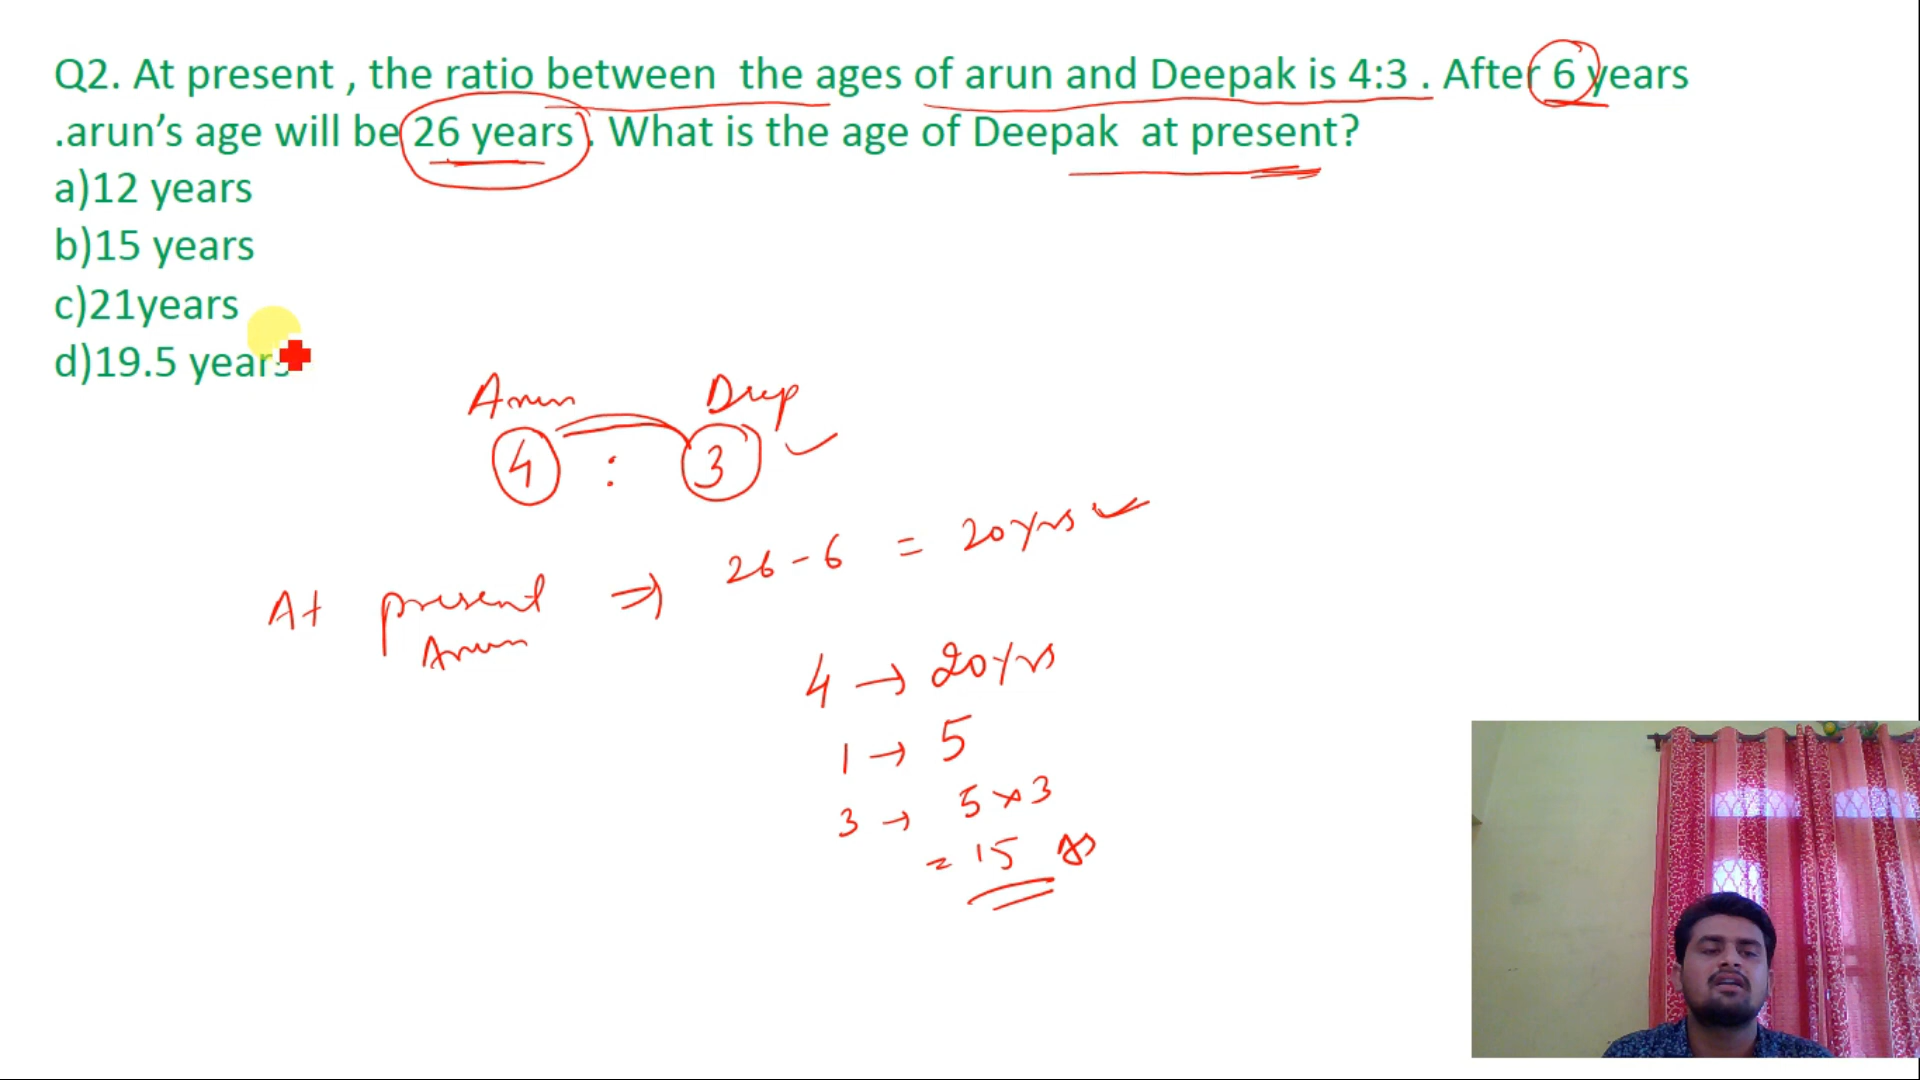 Q2. At present , the ratio between the ages of arun and Deepak is 4:3 . After 6 years
.arun's age will be 26 years . What is the age of Deepak at present?
a)12 years
b)15 years
c)21years
d)19.5 years
Arun Deep
4 : 3
At present ⇒ 26 - 6 = 20yrs
Arun
4 → 20yrs
1 → 5
3 → 5 × 3
= 15